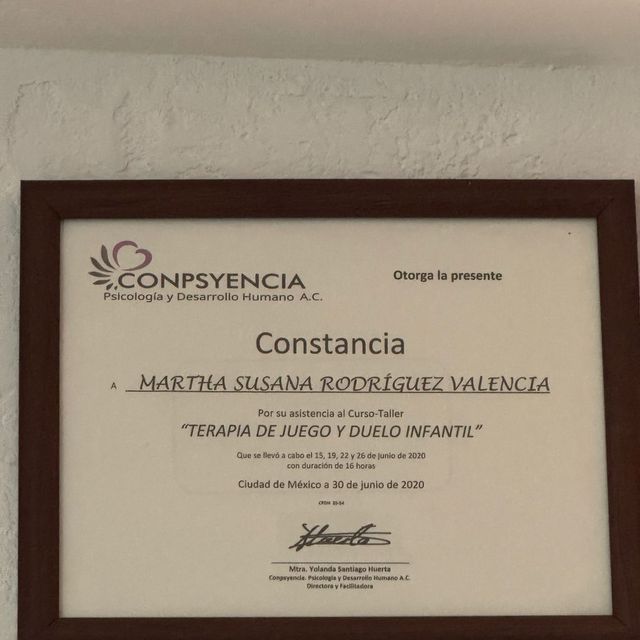 CONPSYENCIA
Psicología y Desarrollo Humano A.C.
Otorga la presente
Constancia
A MARTHA SUSANA RODRÍGUEZ VALENCIA
Por su asistencia al Curso-Taller
“TERAPIA DE JUEGO Y DUELO INFANTIL”
Que se llevó a cabo el 15, 19, 22 y 26 de junio de 2020
con duración de 16 horas
Ciudad de México a 30 de junio de 2020
Huerta
Mtra. Yolanda Santiago Huerta
Conpsyencia. Psicología y Desarrollo Humano A.C.
Directora y Facilitadora